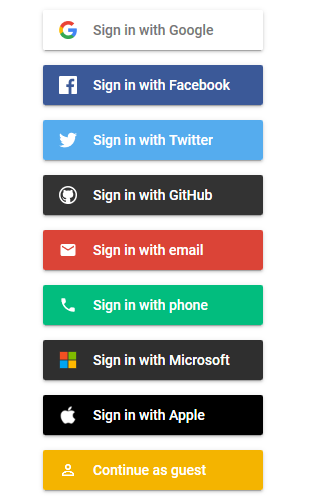 Sign in with Google
Sign in with Facebook
Sign in with Twitter
Sign in with GitHub
Sign in with email
Sign in with phone
Sign in with Microsoft
Sign in with Apple
Continue as guest